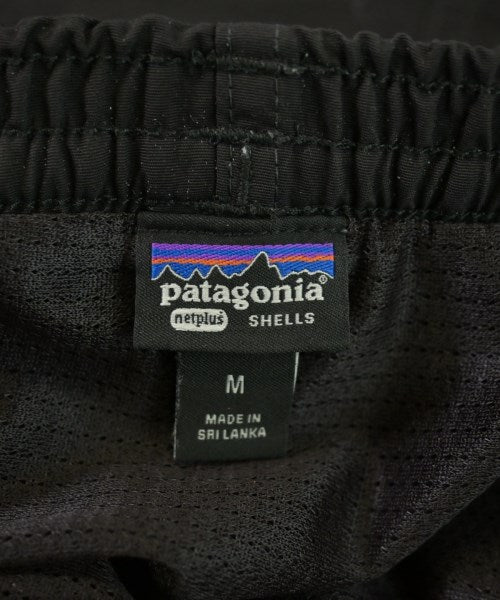 patagonia®
netplus®
SHELLS
M
MADE IN
SRI LANKA